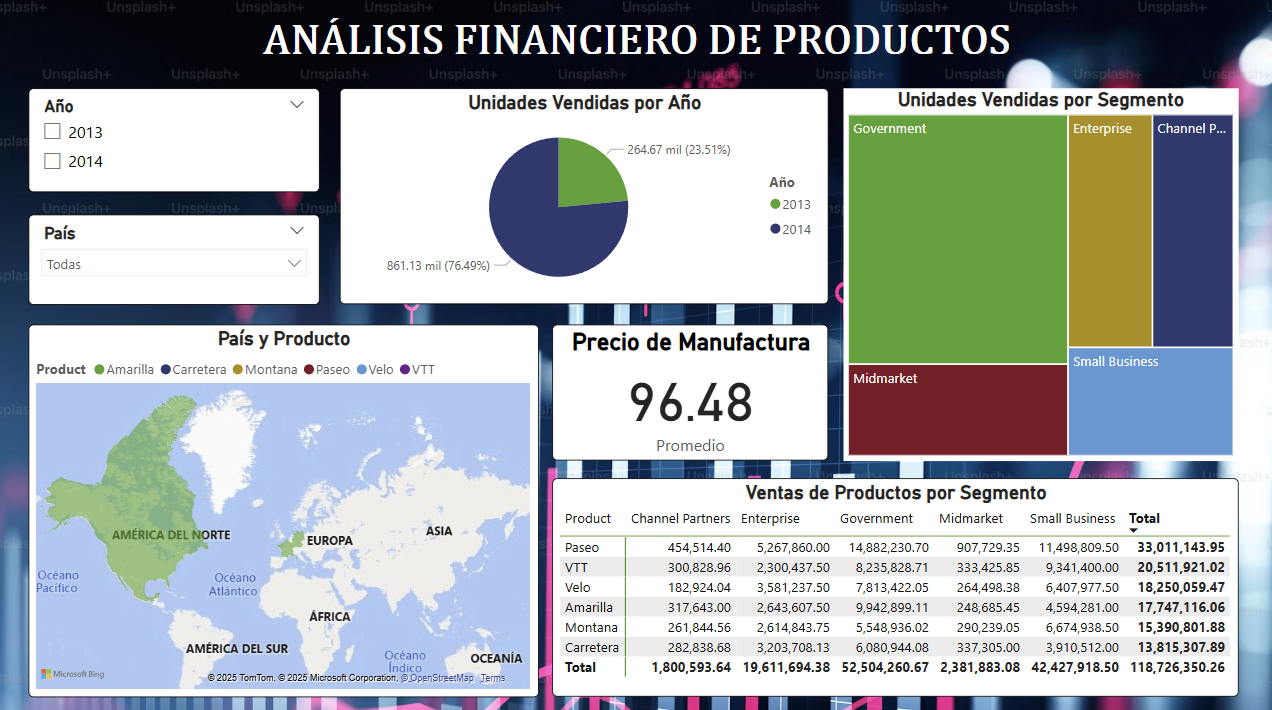 ANÁLISIS FINANCIERO DE PRODUCTOS
Año
2013
2014
País
Todas
Unidades Vendidas por Año
264.67 mil (23.51%)
861.13 mil (76.49%)
Año
2013
2014
Unidades Vendidas por Segmento
Government
Enterprise
Channel P...
Midmarket
Small Business
País y Producto
Product Amarilla Carretera Montana Paseo Velo VTT
AMÉRICA DEL NORTE
EUROPA
ASIA
Océano
Pacífico
Océano
Atlántico
ÁFRICA
AMÉRICA DEL SUR
Océano
Índico
OCEANÍA
Microsoft Bing
© 2025 TomTom, © 2025 Microsoft Corporation, © OpenStreetMap Terms
Precio de Manufactura
96.48
Promedio
Ventas de Productos por Segmento
Product Channel Partners Enterprise Government Midmarket Small Business Total
Paseo 454,514.40 5,267,860.00 14,882,230.70 907,729.35 11,498,809.50 33,011,143.95
VTT 300,828.96 2,300,437.50 8,235,828.71 333,425.85 9,341,400.00 20,511,921.02
Velo 182,924.04 3,581,237.50 7,813,422.05 264,498.38 6,407,977.50 18,250,059.47
Amarilla 317,643.00 2,643,607.50 9,942,899.11 248,685.45 4,594,281.00 17,747,116.06
Montana 261,844.56 2,614,843.75 5,548,936.02 290,239.05 6,674,938.50 15,390,801.88
Carretera 282,838.68 3,203,708.13 6,080,944.08 337,305.00 3,910,512.00 13,815,307.89
Total 1,800,593.64 19,611,694.38 52,504,260.67 2,381,883.08 42,427,918.50 118,726,350.26